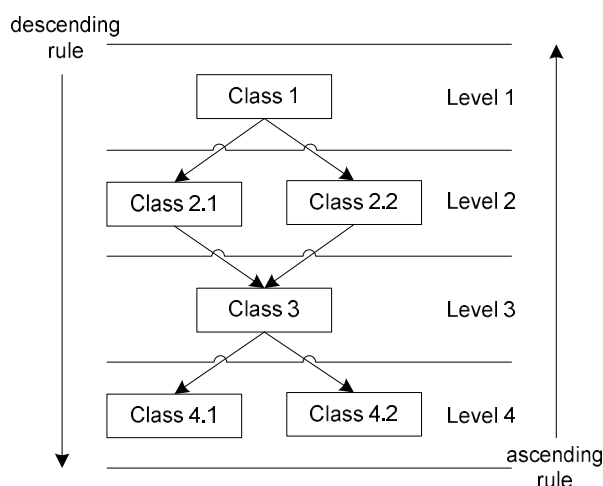 descending
rule
Class 1
Level 1
Class 2.1
Class 2.2
Level 2
Class 3
Level 3
Class 4.1
Class 4.2
Level 4
ascending
rule